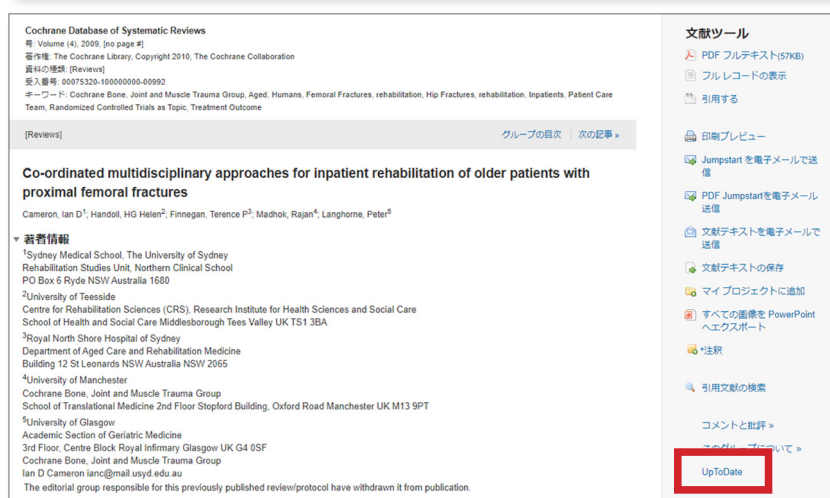 Cochrane Database of Systematic Reviews
号: Volume (4), 2009, [no page #]
著作権: The Cochrane Library, Copyright 2010, The Cochrane Collaboration
資料の種類: [Reviews]
受入番号: 00075320-100000000-00992
キーワード: Cochrane Bone, Joint and Muscle Trauma Group, Aged, Humans, Femoral Fractures, rehabilitation, Hip Fractures, rehabilitation, Inpatients, Patient Care
Team, Randomized Controlled Trials as Topic, Treatment Outcome
[Reviews]
グループの目次 | 次の記事 »
Co-ordinated multidisciplinary approaches for inpatient rehabilitation of older patients with
proximal femoral fractures
Cameron, Ian D1; Handoll, HG Helen2; Finnegan, Terence P3; Madhok, Rajan4; Langhorne, Peter5
▼ 著者情報
1Sydney Medical School, The University of Sydney
Rehabilitation Studies Unit, Northern Clinical School
PO Box 6 Ryde NSW Australia 1680
2University of Teesside
Centre for Rehabilitation Sciences (CRS), Research Institute for Health Sciences and Social Care
School of Health and Social Care Middlesborough Tees Valley UK TS1 3BA
3Royal North Shore Hospital of Sydney
Department of Aged Care and Rehabilitation Medicine
Building 12 St Leonards NSW Australia NSW 2065
4University of Manchester
Cochrane Bone, Joint and Muscle Trauma Group
School of Translational Medicine 2nd Floor Stopford Building, Oxford Road Manchester UK M13 9PT
5University of Glasgow
Academic Section of Geriatric Medicine
3rd Floor, Centre Block Royal Infirmary Glasgow UK G4 0SF
Cochrane Bone, Joint and Muscle Trauma Group
Ian D Cameron ianc@mail.usyd.edu.au
The editorial group responsible for this previously published review/protocol have withdrawn it from publication.
文献ツール
PDF フルテキスト(57KB)
フルレコードの表示
引用する
印刷プレビュー
Jumpstart を電子メールで送
信
PDF Jumpstartを電子メール
送信
文献テキストを電子メールで
送信
文献テキストの保存
マイプロジェクトに追加
すべての画像を PowerPoint
へエクスポート
+注釈
引用文献の検索
コメントと批評 »
このグループについて »
UpToDate